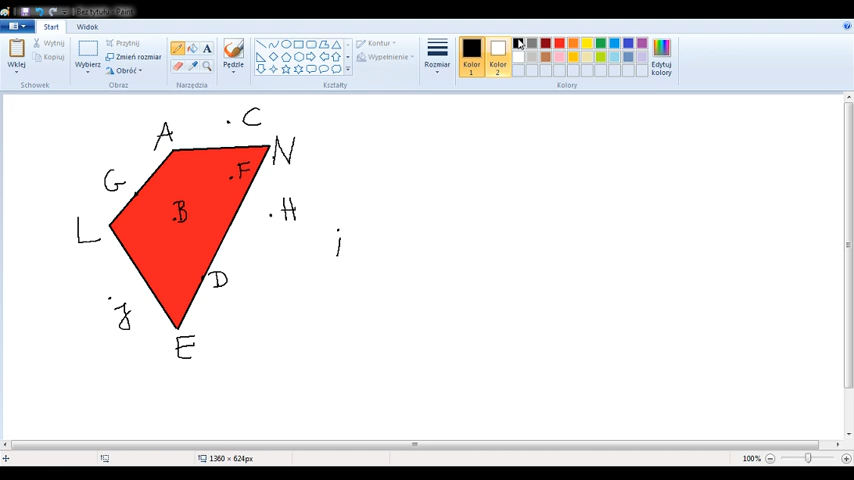 Bez tytułu - Paint
Start Widok
Wklej
Wytnij
Kopiuj
Schowek
Wybierz
Przytnij
Zmień rozmiar
Obróć
Obraz
A
Narzędzia
Pędzle
Kontur
Wypełnienie
Kształty
Rozmiar
Kolor 1
Kolor 2
Edytuj kolory
Kolory
A
C
N
G
F
B
H
L
i
D
E
1360 × 624px
100%